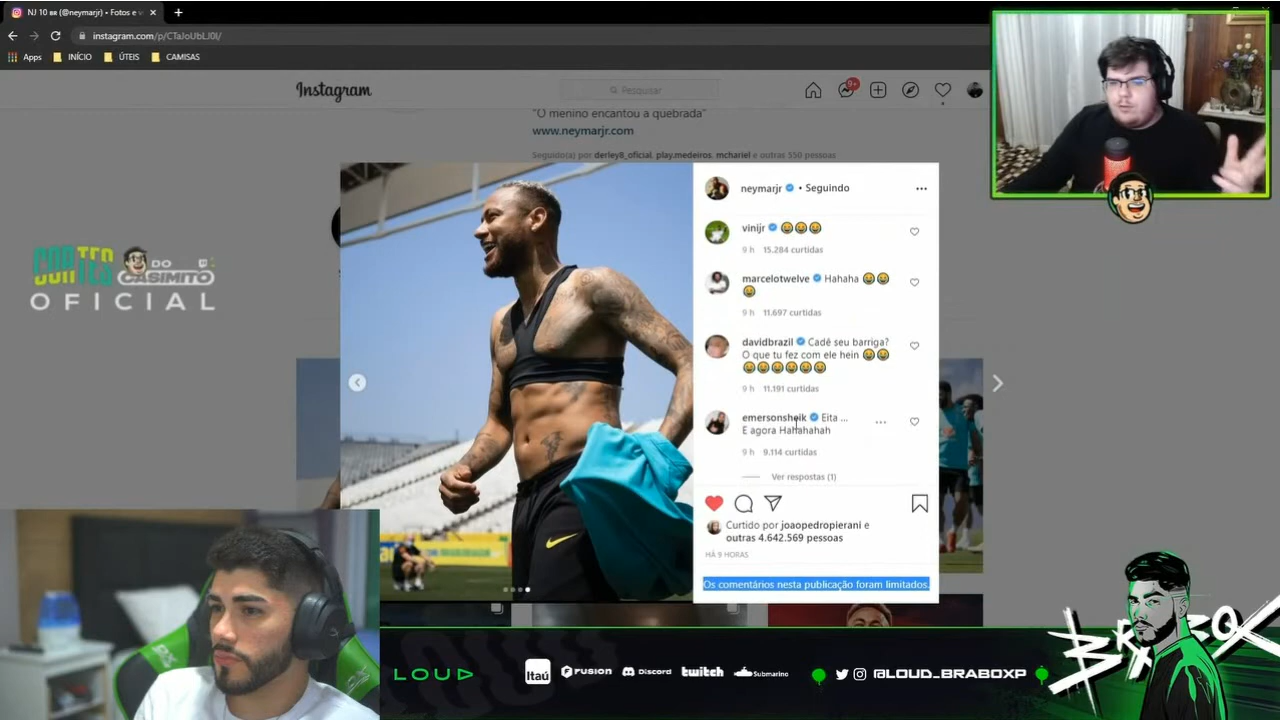 NJ 10 BR (@neymarjr) • Fotos e v
instagram.com/p/CTaJoUbLJ0I/
Apps INÍCIO ÚTEIS CAMISAS
Instagram
Pesquisar
9+
"O menino encantou a quebrada"
www.neymarjr.com
Seguido(a) por derley8_oficial, play.medeiros, mchariel e outras 550 pessoas
neymarjr • Seguindo
vinijr
9 h 15.284 curtidas
marcelotwelve Hahaha
9 h 11.697 curtidas
davidbrazil Cadê seu barriga?
O que tu fez com ele hein
9 h 11.191 curtidas
emersonsheik Eita ...
E agora Hahahahah
9 h 9.114 curtidas
Ver respostas (1)
Curtido por joaopedropierani e
outras 4.642.569 pessoas
HÁ 9 HORAS
Os comentários nesta publicação foram limitados.
CORTES DO CASIMITO
OFICIAL
LOUD Itaú FUSION Discord twitch Submarino @LOUD_BRABOXP
BRABOX